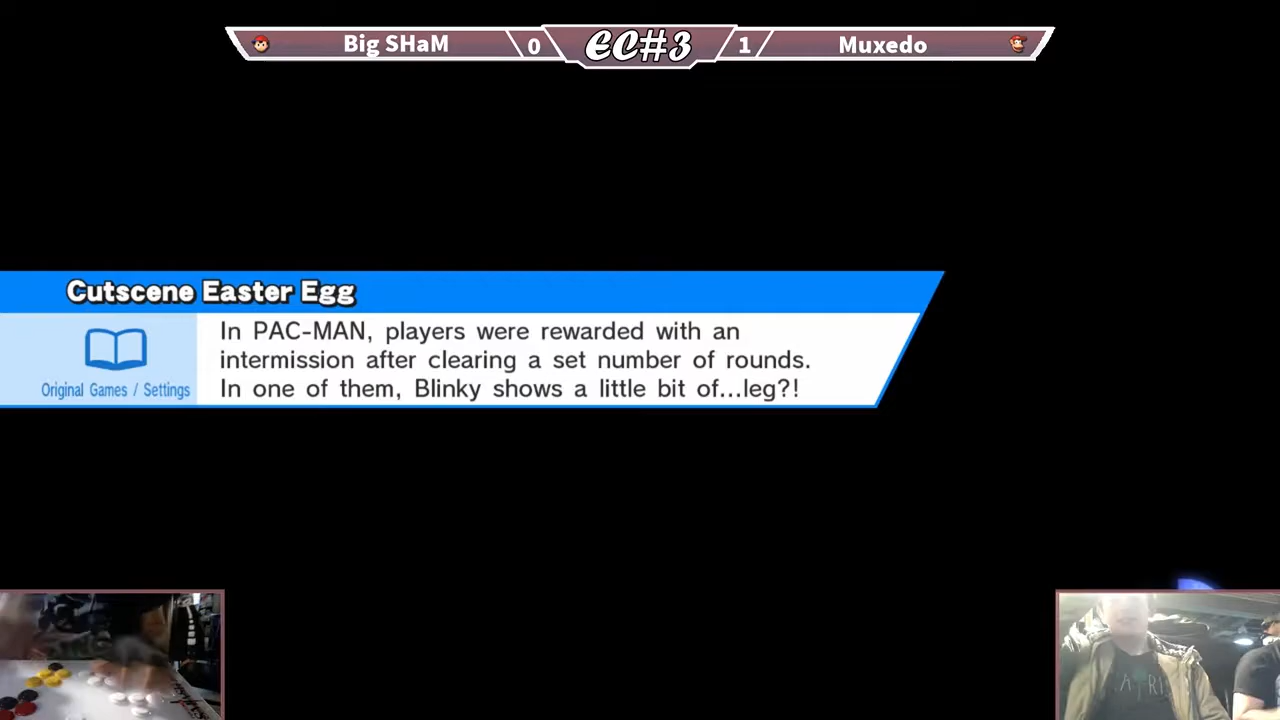 Big SHaM 0 EC#3 1 Muxedo
Cutscene Easter Egg
In PAC-MAN, players were rewarded with an
intermission after clearing a set number of rounds.
In one of them, Blinky shows a little bit of...leg?!
Original Games / Settings